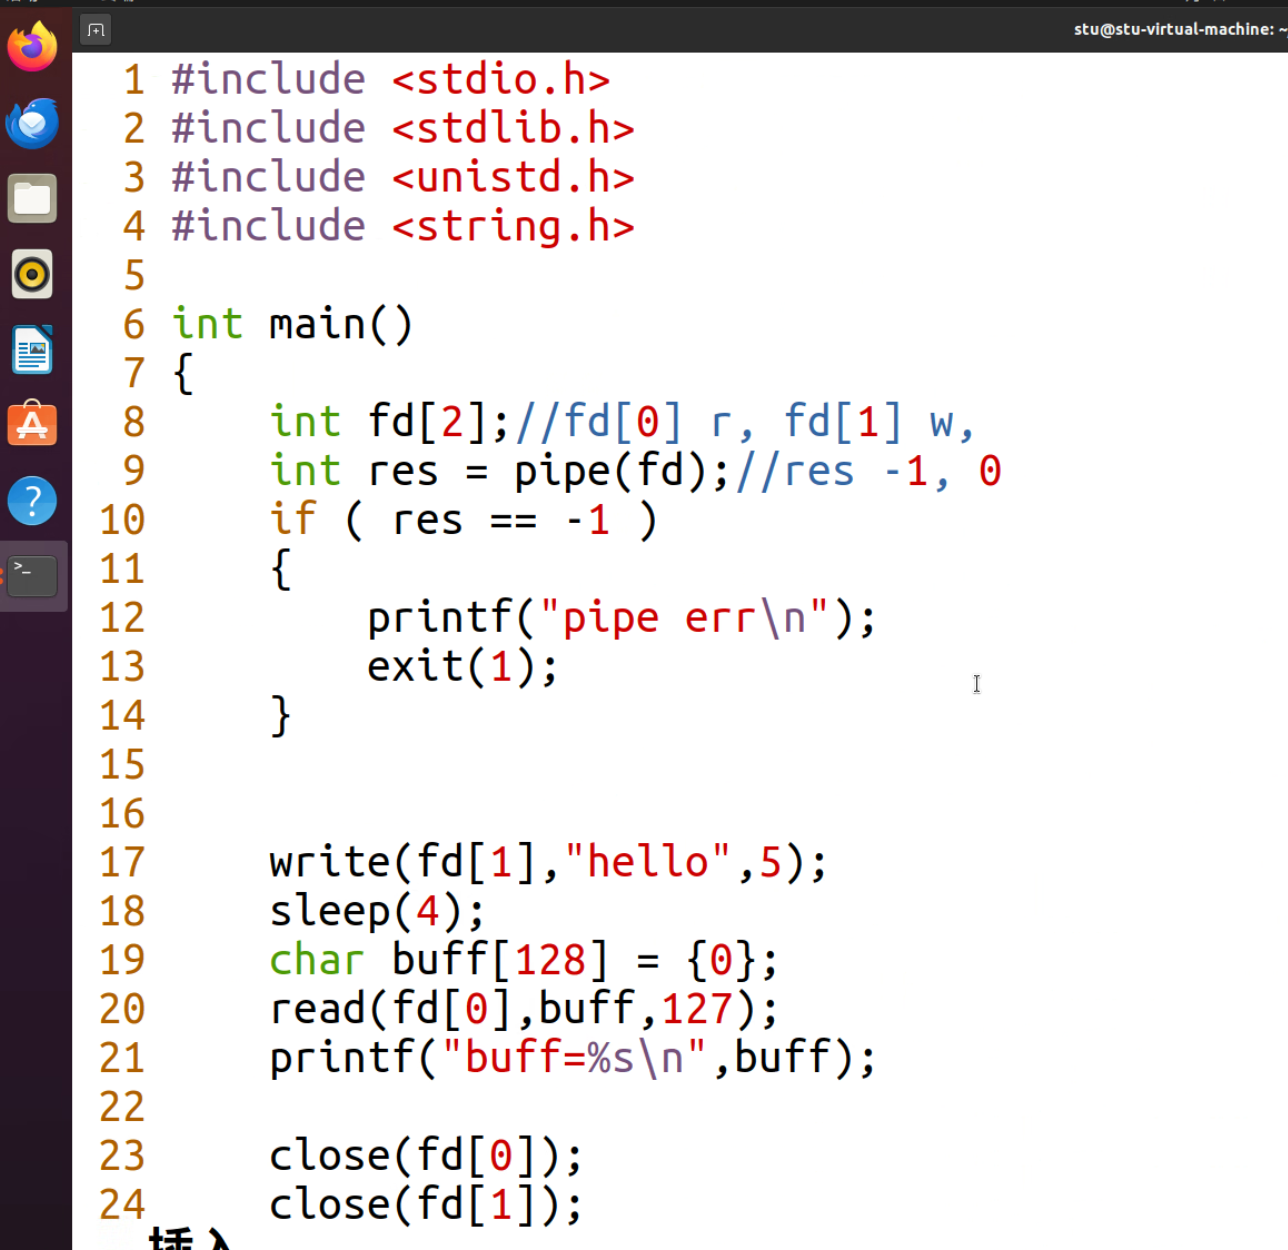 stu@stu-virtual-machine: ~
1 #include <stdio.h>
2 #include <stdlib.h>
3 #include <unistd.h>
4 #include <string.h>
5
6 int main()
7 {
8     int fd[2];//fd[0] r, fd[1] w,
9     int res = pipe(fd);//res -1, 0
10     if ( res == -1 )
11     {
12         printf("pipe err\n");
13         exit(1);
14     }
15
16
17     write(fd[1],"hello",5);
18     sleep(4);
19     char buff[128] = {0};
20     read(fd[0],buff,127);
21     printf("buff=%s\n",buff);
22
23     close(fd[0]);
24     close(fd[1]);
插入